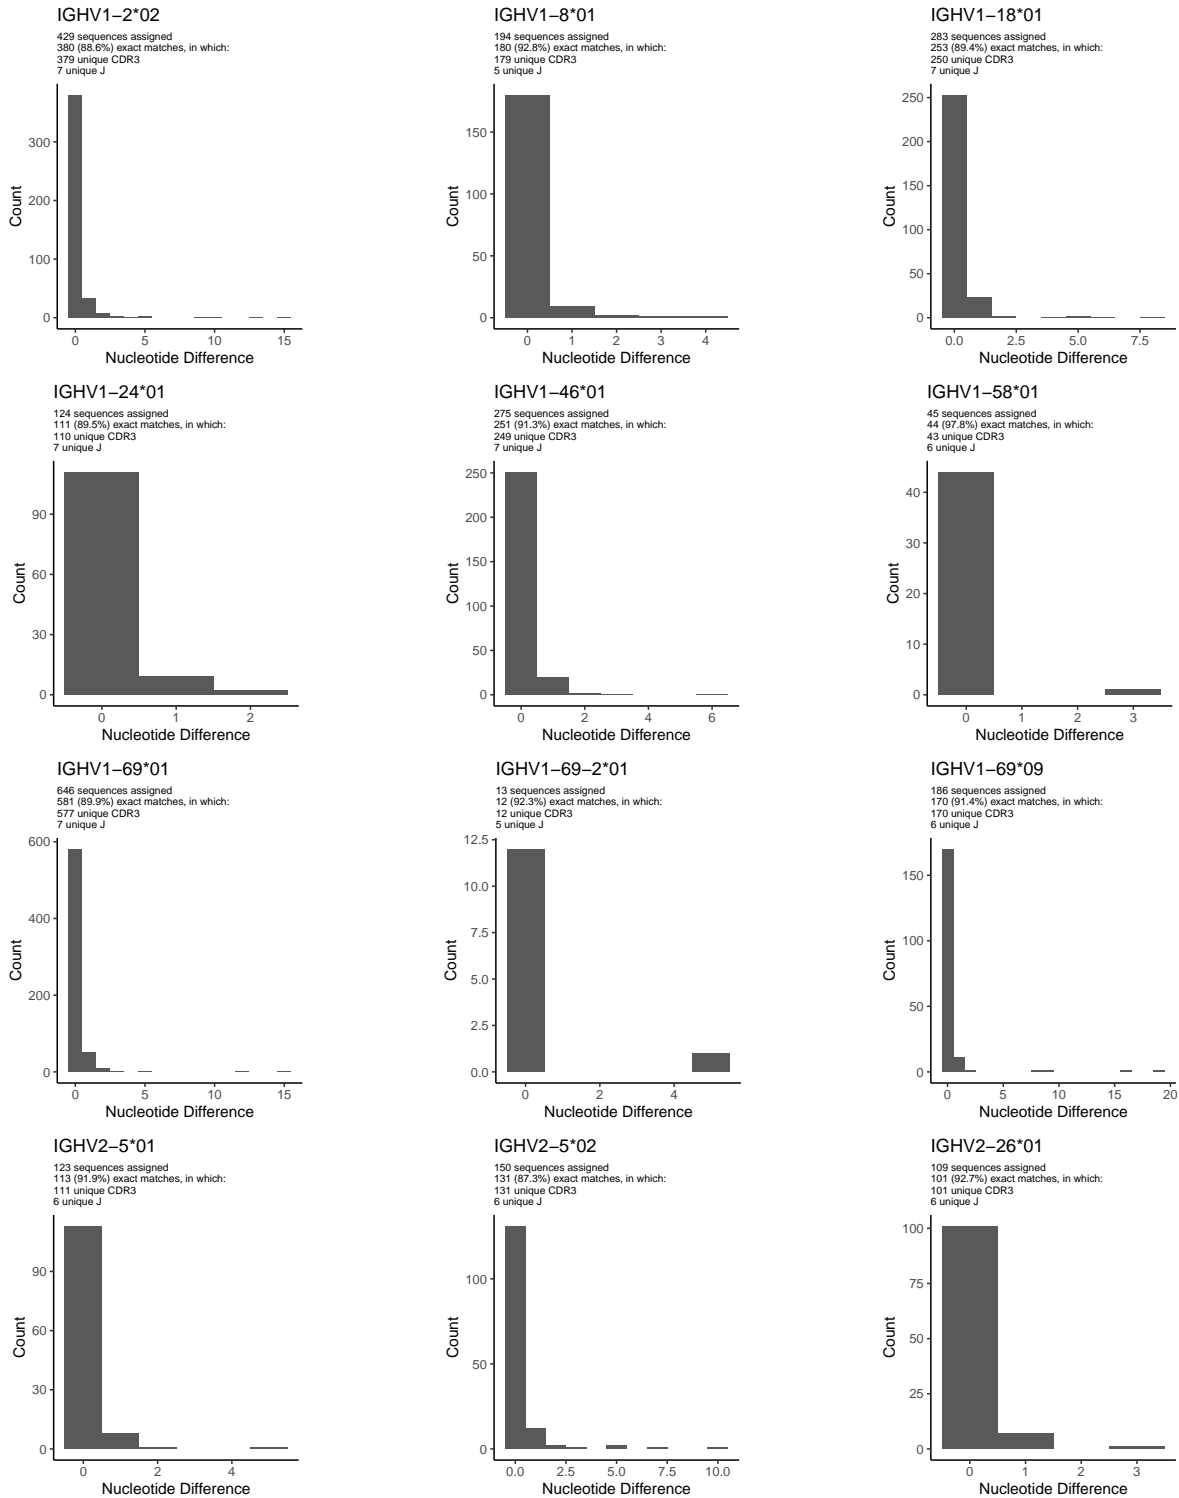 IGHV1−2*02
429 sequences assigned
380 (88.6%) exact matches, in which:
379 unique CDR3
7 unique J
300
200
100
0
Count
0 5 10 15
Nucleotide Difference
IGHV1−8*01
194 sequences assigned
180 (92.8%) exact matches, in which:
179 unique CDR3
5 unique J
150
100
50
0
Count
0 1 2 3 4
Nucleotide Difference
IGHV1−18*01
283 sequences assigned
253 (89.4%) exact matches, in which:
250 unique CDR3
7 unique J
250
200
150
100
50
0
Count
0.0 2.5 5.0 7.5
Nucleotide Difference
IGHV1−24*01
124 sequences assigned
111 (89.5%) exact matches, in which:
110 unique CDR3
7 unique J
90
60
30
0
Count
0 1 2
Nucleotide Difference
IGHV1−46*01
275 sequences assigned
251 (91.3%) exact matches, in which:
249 unique CDR3
7 unique J
250
200
150
100
50
0
Count
0 2 4 6
Nucleotide Difference
IGHV1−58*01
45 sequences assigned
44 (97.8%) exact matches, in which:
43 unique CDR3
6 unique J
40
30
20
10
0
Count
0 1 2 3
Nucleotide Difference
IGHV1−69*01
646 sequences assigned
581 (89.9%) exact matches, in which:
577 unique CDR3
7 unique J
600
400
200
0
Count
0 5 10 15
Nucleotide Difference
IGHV1−69−2*01
13 sequences assigned
12 (92.3%) exact matches, in which:
12 unique CDR3
5 unique J
12.5
10.0
7.5
5.0
2.5
0.0
Count
0 2 4
Nucleotide Difference
IGHV1−69*09
186 sequences assigned
170 (91.4%) exact matches, in which:
170 unique CDR3
6 unique J
150
100
50
0
Count
0 5 10 15 20
Nucleotide Difference
IGHV2−5*01
123 sequences assigned
113 (91.9%) exact matches, in which:
111 unique CDR3
6 unique J
90
60
30
0
Count
0 2 4
Nucleotide Difference
IGHV2−5*02
150 sequences assigned
131 (87.3%) exact matches, in which:
131 unique CDR3
6 unique J
100
50
0
Count
0.0 2.5 5.0 7.5 10.0
Nucleotide Difference
IGHV2−26*01
109 sequences assigned
101 (92.7%) exact matches, in which:
101 unique CDR3
6 unique J
100
75
50
25
0
Count
0 1 2 3
Nucleotide Difference